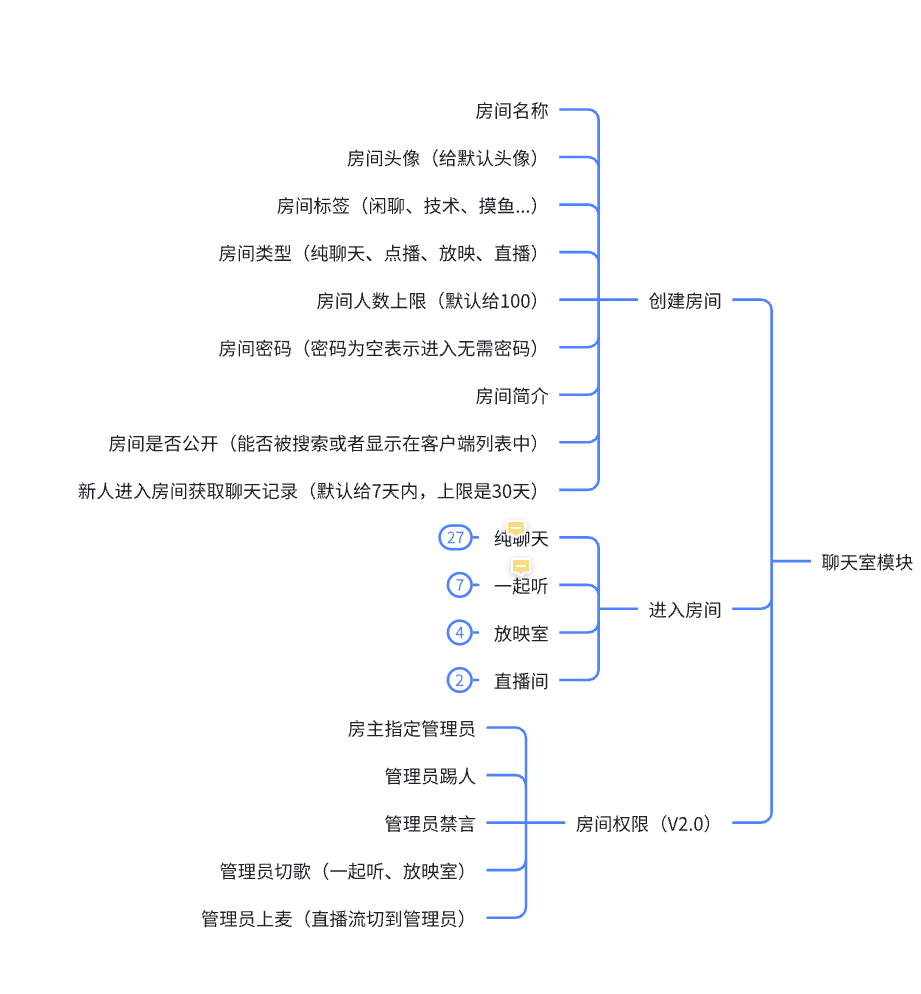 房间名称
房间头像（给默认头像）
房间标签（闲聊、技术、摸鱼...）
房间类型（纯聊天、点播、放映、直播）
房间人数上限（默认给100）
创建房间
房间密码（密码为空表示进入无需密码）
房间简介
房间是否公开（能否被搜索或者显示在客户端列表中）
新人进入房间获取聊天记录（默认给7天内，上限是30天）
27 纯聊天
聊天室模块
7 一起听
进入房间
4 放映室
2 直播间
房主指定管理员
管理员踢人
管理员禁言
房间权限（V2.0）
管理员切歌（一起听、放映室）
管理员上麦（直播流切到管理员）